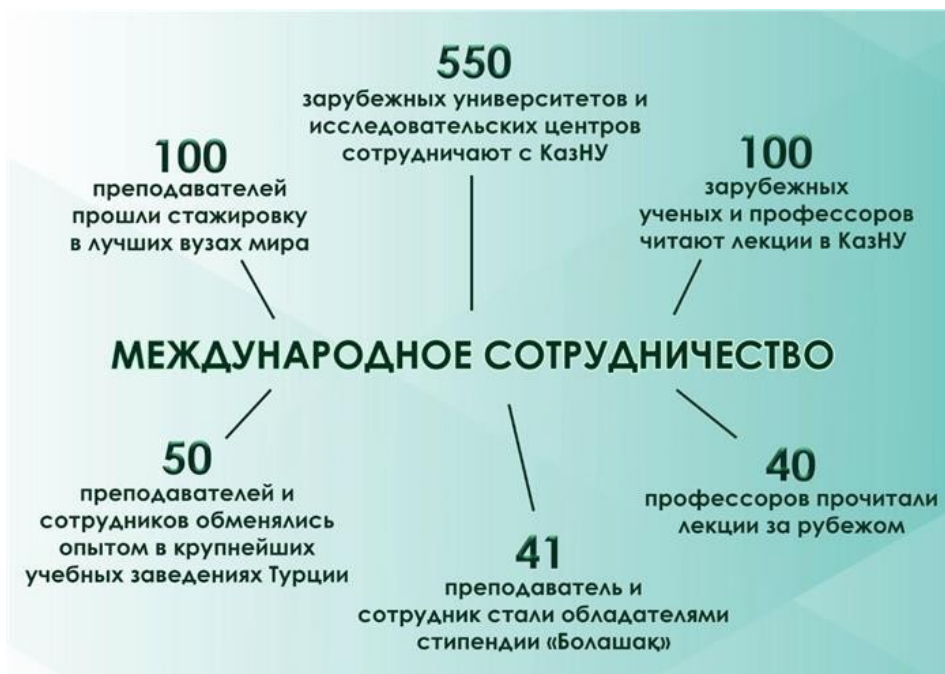 550
зарубежных университетов и
исследовательских центров
сотрудничают с КазНУ
100
преподавателей
прошли стажировку
в лучших вузах мира
100
зарубежных
ученых и профессоров
читают лекции в КазНУ
МЕЖДУНАРОДНОЕ СОТРУДНИЧЕСТВО
50
преподавателей и
сотрудников обменялись
опытом в крупнейших
учебных заведениях Турции
41
преподаватель и
сотрудник стали обладателями
стипендии «Болашақ»
40
профессоров прочитали
лекции за рубежом